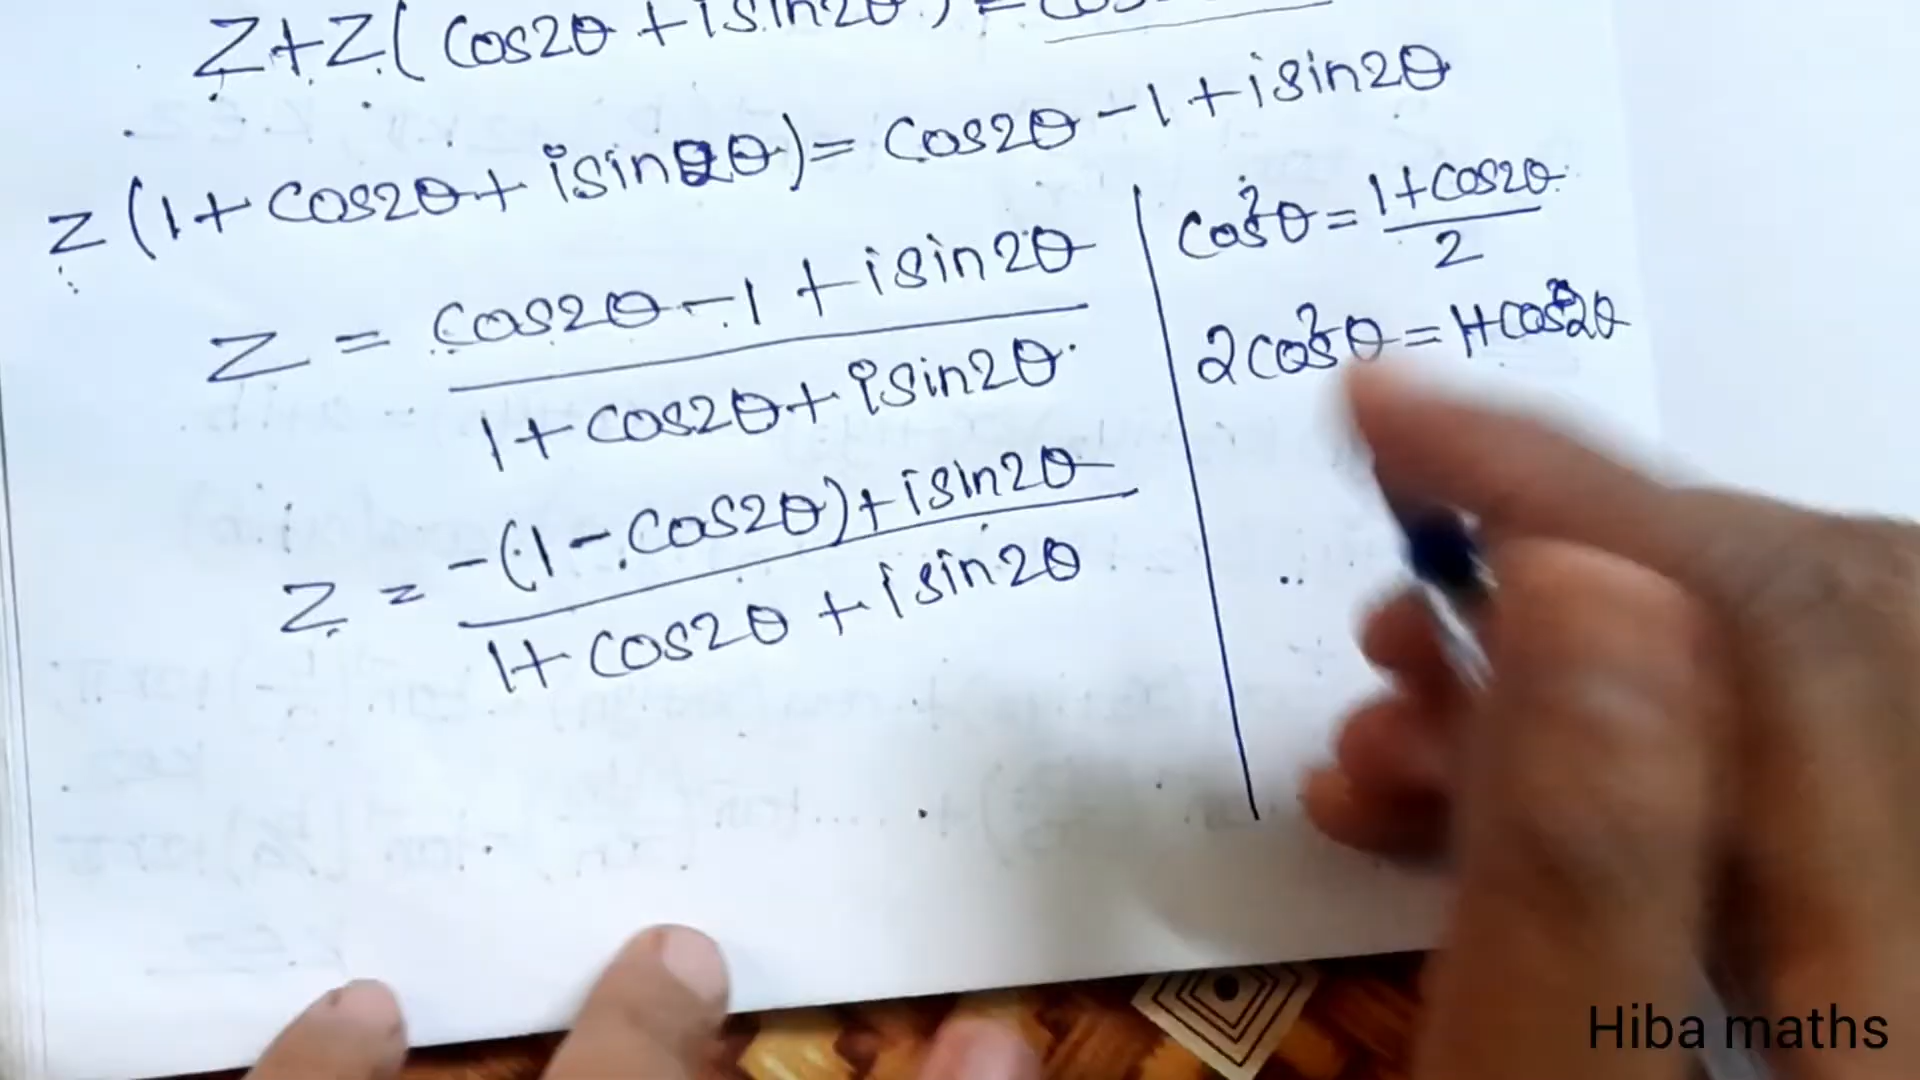 Z+Z(Cos2θ+isin2θ)=
Z(1+Cos2θ+isin2θ)=Cos2θ-1+isin2θ
Z = Cos2θ-1+isin2θ
1+Cos2θ+isin2θ
Z = -(1-Cos2θ)+isin2θ
1+Cos2θ+isin2θ
Cos²θ=1+Cos2θ
2
2Cos²θ=1+Cos2θ
Hiba maths